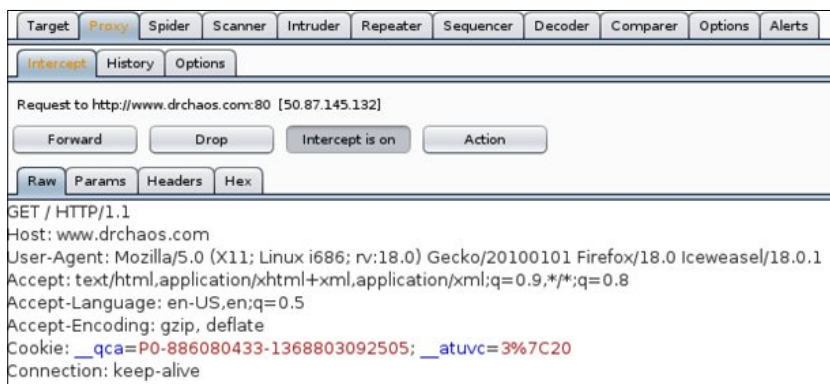 Target Proxy Spider Scanner Intruder Repeater Sequencer Decoder Comparer Options Alerts
Intercept History Options
Request to http://www.drchaos.com:80 [50.87.145.132]
Forward Drop Intercept is on Action
Raw Params Headers Hex
GET / HTTP/1.1
Host: www.drchaos.com
User-Agent: Mozilla/5.0 (X11; Linux i686; rv:18.0) Gecko/20100101 Firefox/18.0 Iceweasel/18.0.1
Accept: text/html,application/xhtml+xml,application/xml;q=0.9,*/*;q=0.8
Accept-Language: en-US,en;q=0.5
Accept-Encoding: gzip, deflate
Cookie: __qca=P0-886080433-1368803092505; __atuvc=3%7C20
Connection: keep-alive